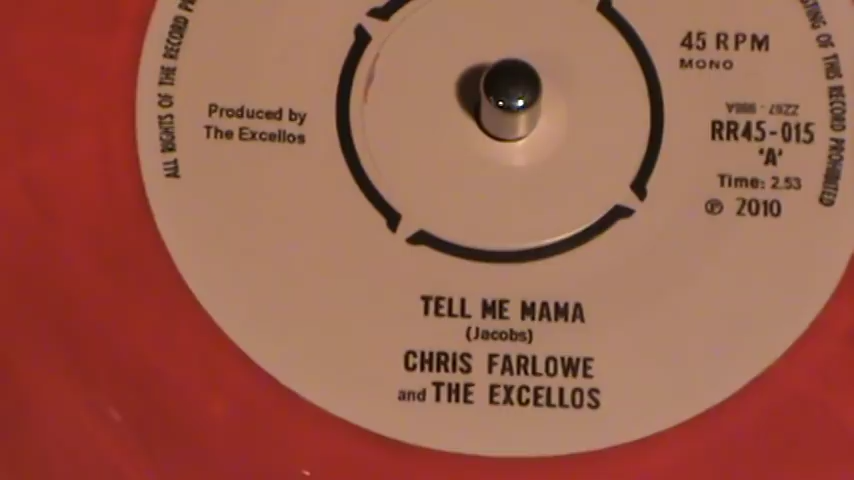 ALL RIGHTS OF THE RECORD
Produced by
The Excellos
45 RPM
MONO
RR45-015
'A'
Time: 2.53
℗ 2010
OF THIS RECORD PROHIBITED
TELL ME MAMA
(Jacobs)
CHRIS FARLOWE
and THE EXCELLOS